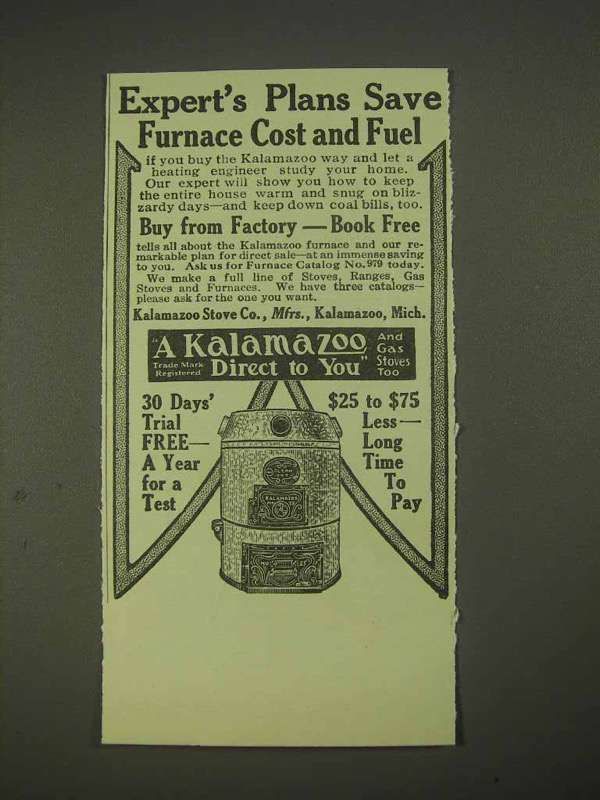 Expert's Plans Save
Furnace Cost and Fuel
if you buy the Kalamazoo way and let a
heating engineer study your home.
Our expert will show you how to keep
the entire house warm and snug on bliz-
zardy days—and keep down coal bills, too.
Buy from Factory — Book Free
tells all about the Kalamazoo furnace and our re-
markable plan for direct sale—at an immense saving
to you. Ask us for Furnace Catalog No. 979 today.
We make a full line of Stoves, Ranges, Gas
Stoves and Furnaces. We have three catalogs—
please ask for the one you want.
Kalamazoo Stove Co., Mfrs., Kalamazoo, Mich.
"A Kalamazoo
Trade Mark
Registered
Direct to You"
And
Gas
Stoves
Too
30 Days'
Trial
FREE—
A Year
for a
Test
$25 to $75
Less—
Long
Time
To
Pay
KALAMAZOO